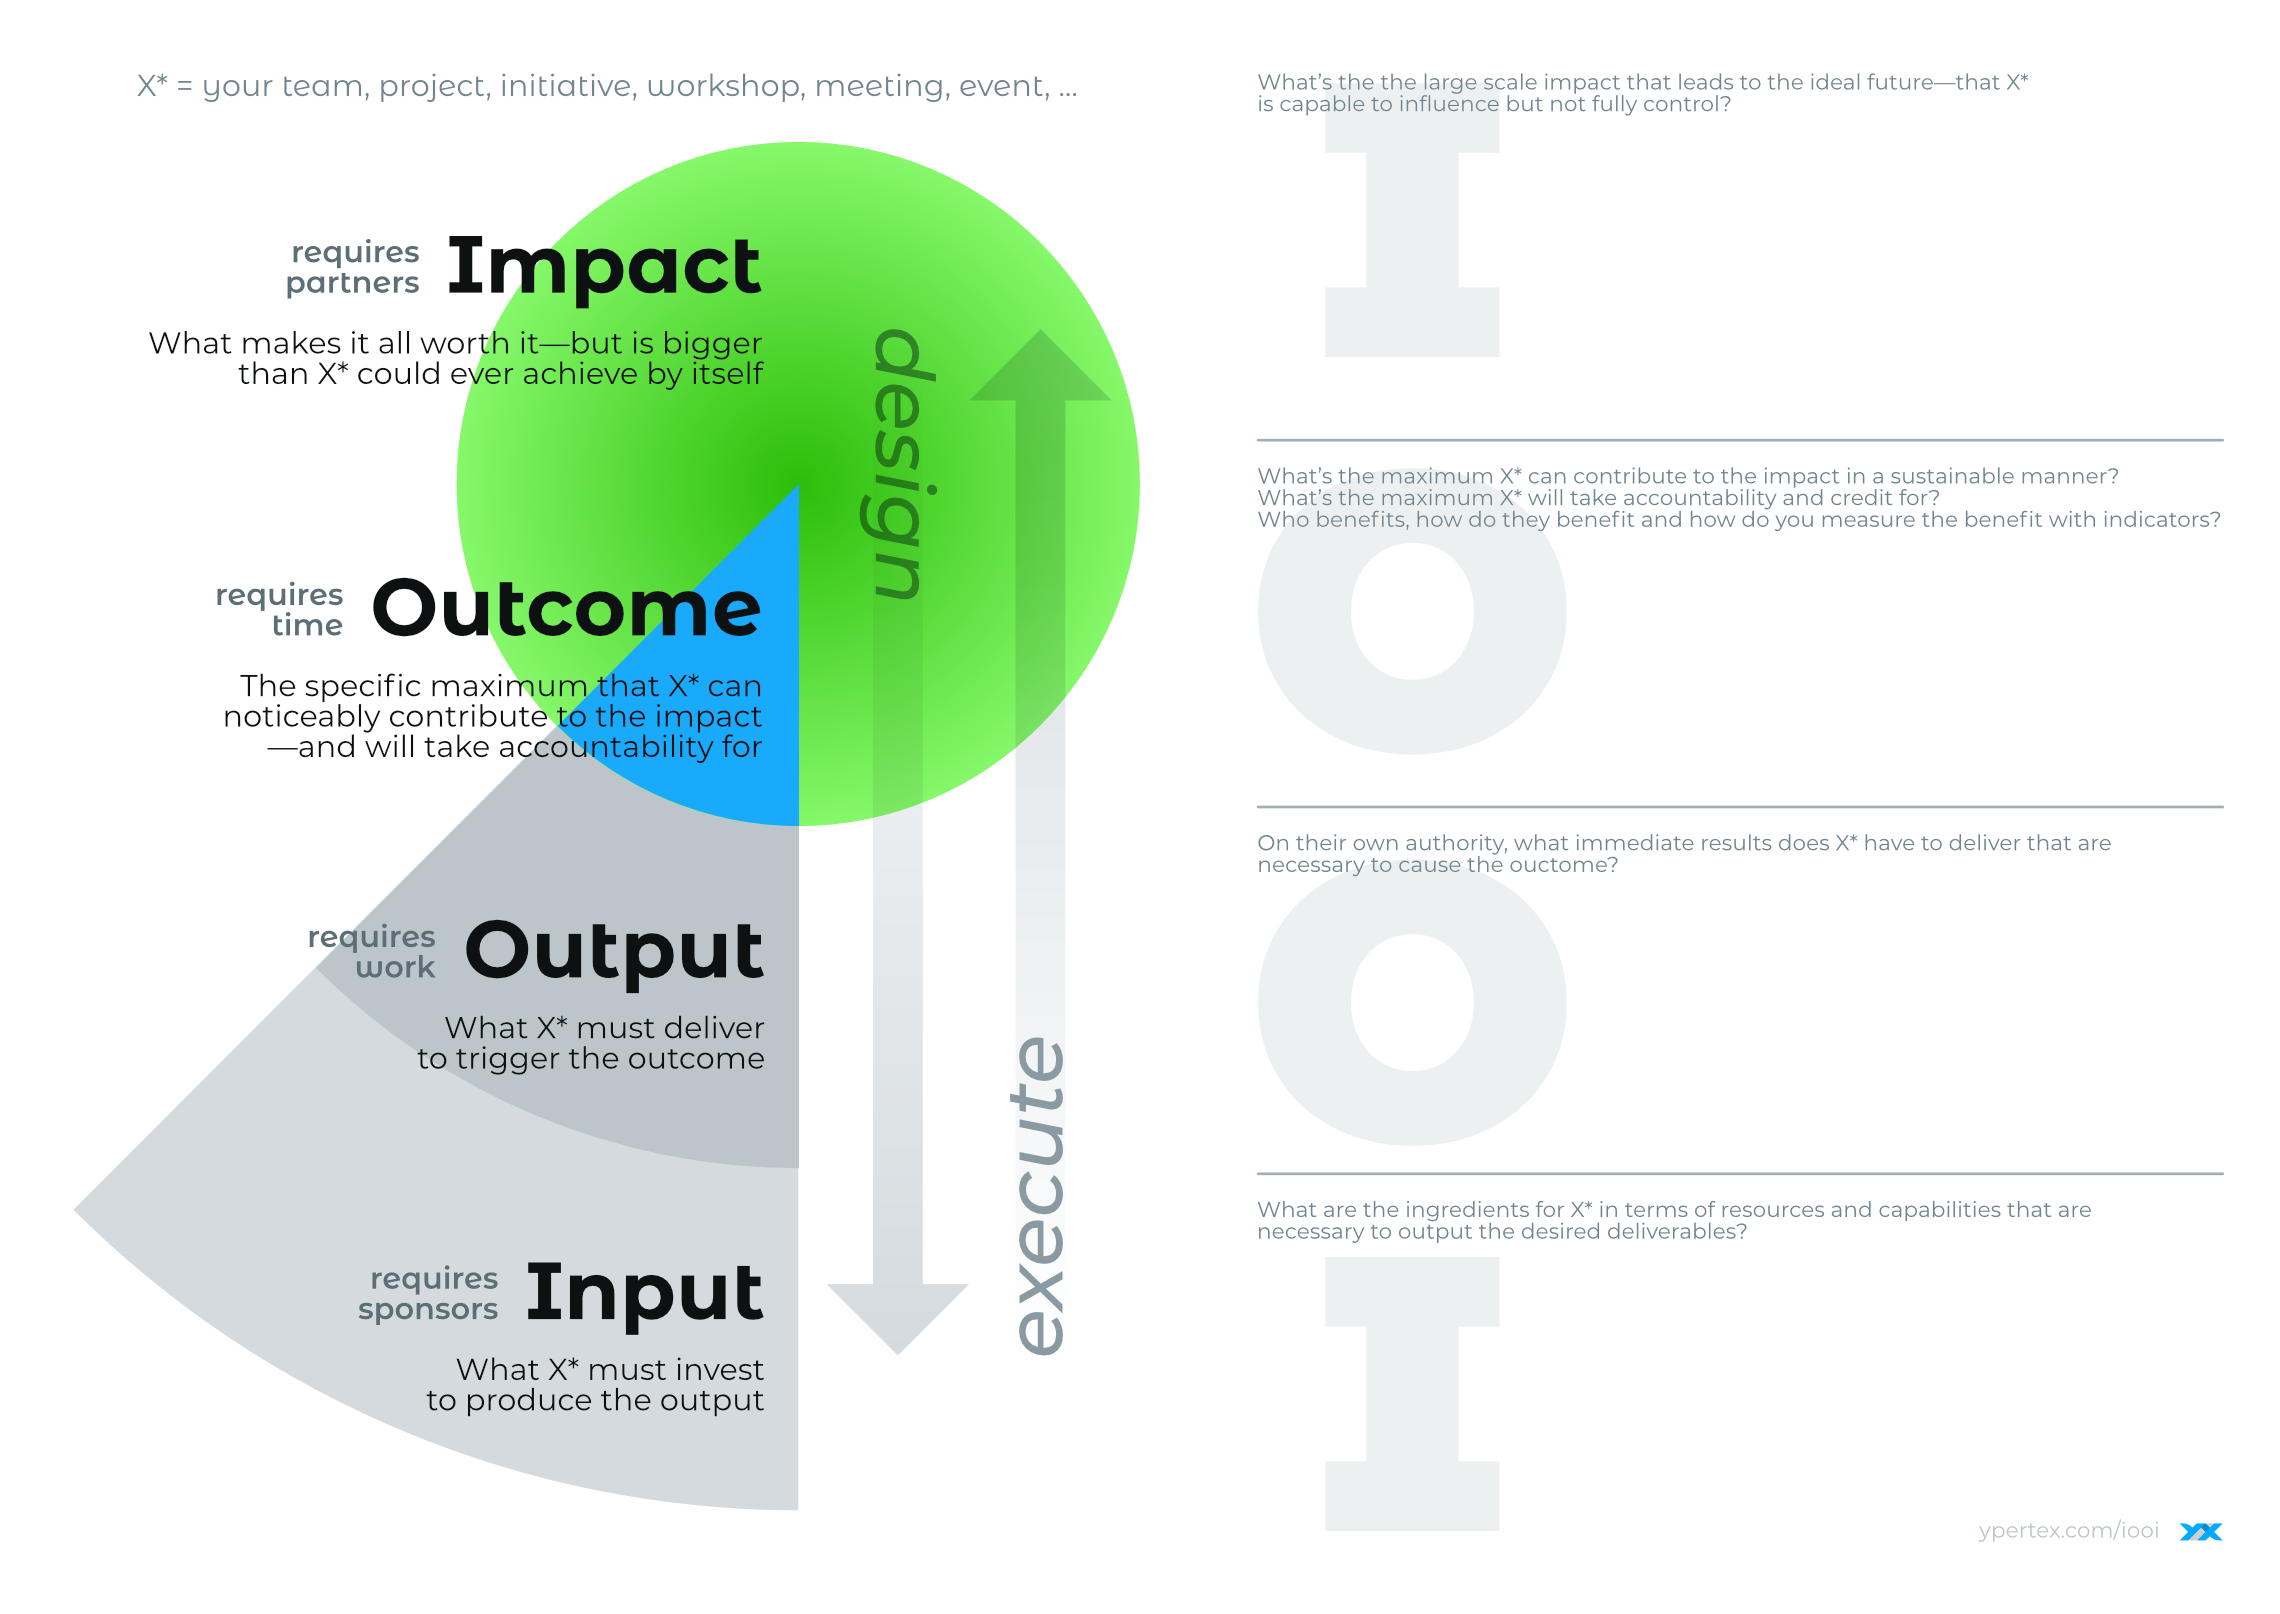 X* = your team, project, initiative, workshop, meeting, event, ...
requires
partners
Impact
What makes it all worth it—but is bigger
than X* could ever achieve by itself
requires
time
Outcome
The specific maximum that X* can
noticeably contribute to the impact
—and will take accountability for
requires
work
Output
What X* must deliver
to trigger the outcome
requires
sponsors
Input
What X* must invest
to produce the output
design
execute
What’s the the large scale impact that leads to the ideal future—that X*
is capable to influence but not fully control?
I
What’s the maximum X* can contribute to the impact in a sustainable manner?
What’s the maximum X* will take accountability and credit for?
Who benefits, how do they benefit and how do you measure the benefit with indicators?
O
On their own authority, what immediate results does X* have to deliver that are
necessary to cause the ouctome?
O
What are the ingredients for X* in terms of resources and capabilities that are
necessary to output the desired deliverables?
I
ypertex.com/iooi